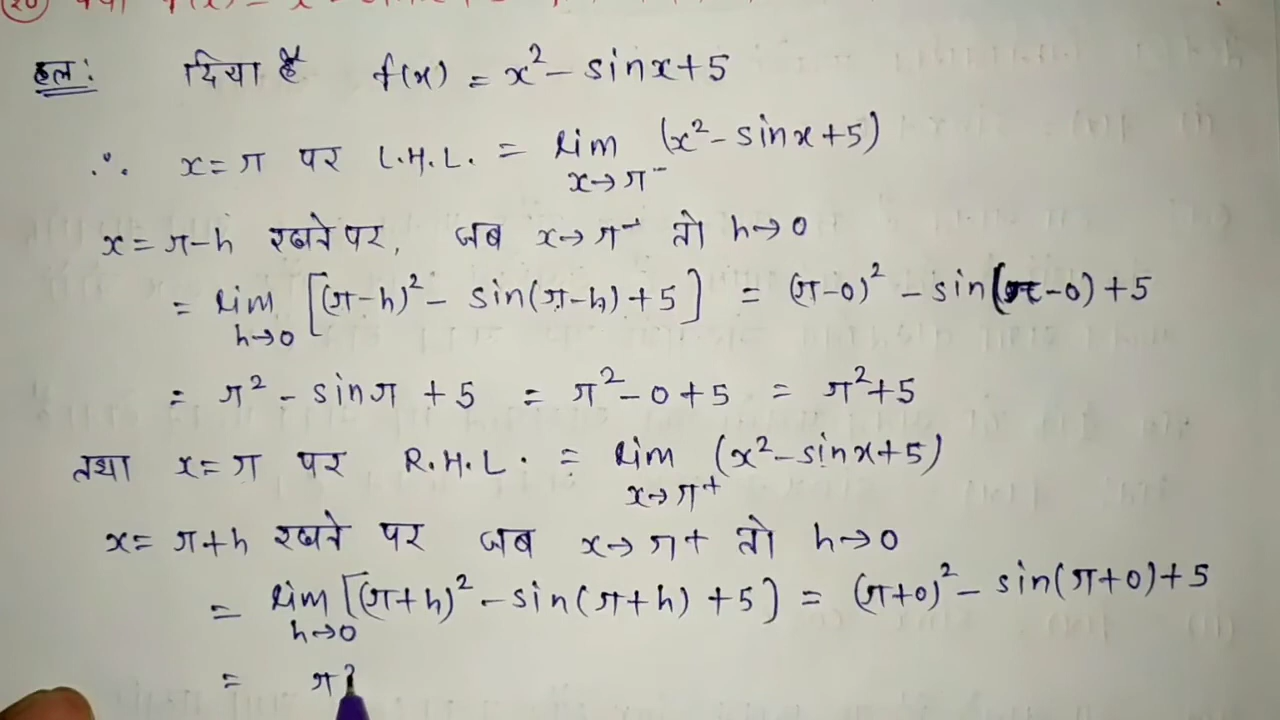 हल: दिया है f(x) = x² - sinx + 5
∴ x = π पर L.H.L. = lim x→π⁻ (x² - sinx + 5)
x = π-h रखने पर, जब x→π⁻ तो h→0
= lim h→0 [(π-h)² - sin(π-h) + 5] = (π-0)² - sin(π-0) + 5
= π² - sinπ + 5 = π² - 0 + 5 = π² + 5
तथा x = π पर R.H.L. = lim x→π⁺ (x² - sinx + 5)
x = π+h रखने पर जब x→π+ तो h→0
= lim h→0 [(π+h)² - sin(π+h) + 5] = (π+0)² - sin(π+0) + 5
= π²